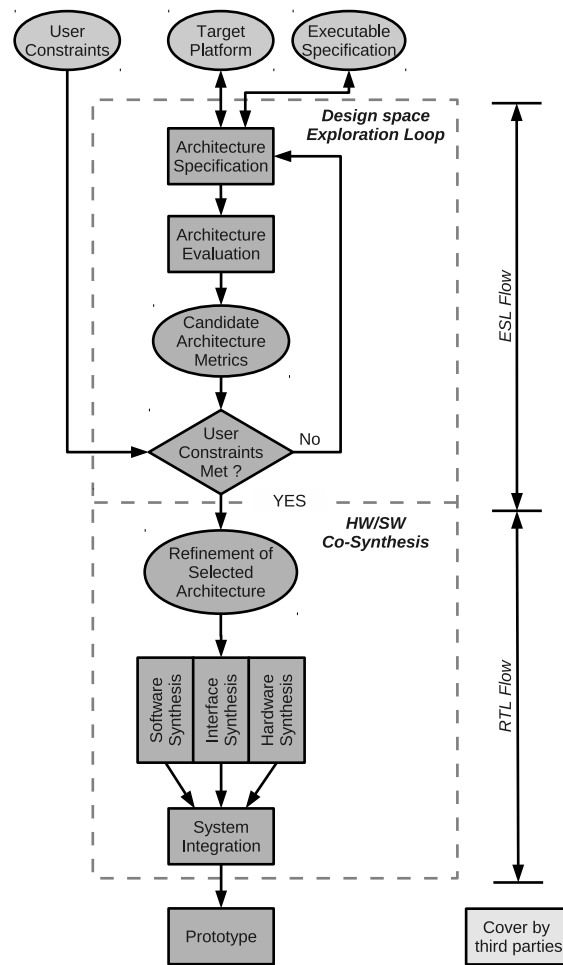 User
Constraints
Target
Platform
Executable
Specification
Design space
Exploration Loop
Architecture
Specification
Architecture
Evaluation
Candidate
Architecture
Metrics
User
Constraints
Met ?
No
YES
ESL Flow
HW/SW
Co-Synthesis
Refinement of
Selected
Architecture
Software
Synthesis
Interface
Synthesis
Hardware
Synthesis
RTL Flow
System
Integration
Prototype
Cover by
third parties